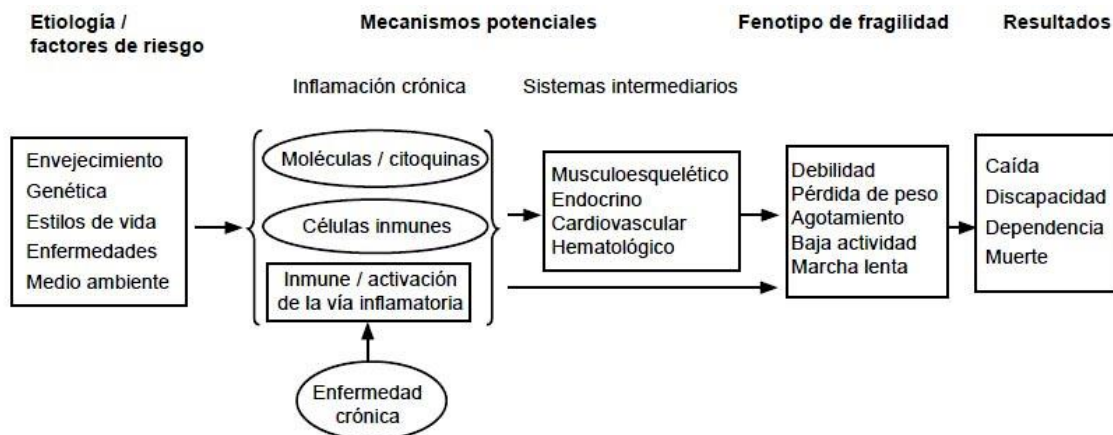 Etiología /
factores de riesgo
Mecanismos potenciales
Fenotipo de fragilidad
Resultados
Inflamación crónica
Sistemas intermediarios
Envejecimiento
Genética
Estilos de vida
Enfermedades
Medio ambiente
Moléculas / citoquinas
Células inmunes
Inmune / activación
de la vía inflamatoria
Enfermedad
crónica
Musculoesquelético
Endocrino
Cardiovascular
Hematológico
Debilidad
Pérdida de peso
Agotamiento
Baja actividad
Marcha lenta
Caída
Discapacidad
Dependencia
Muerte